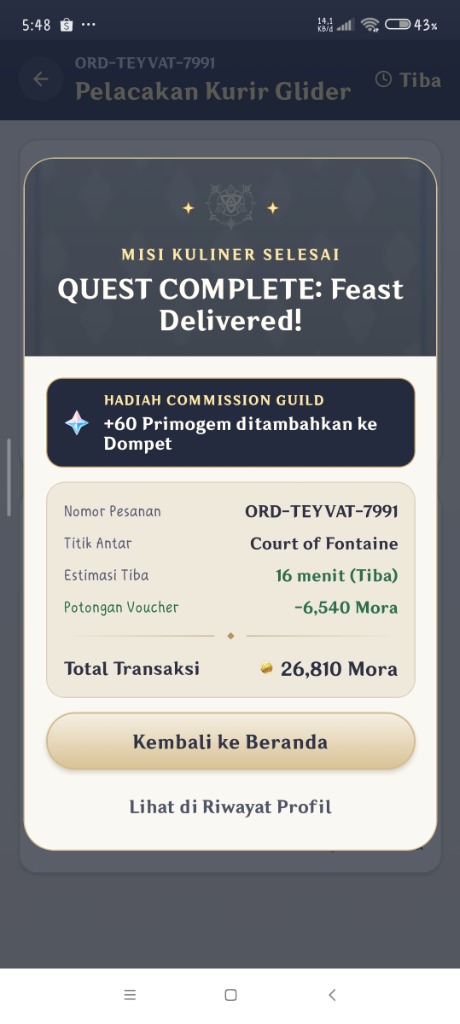 5:48 14.1 KB/d 43%
ORD-TEYVAT-7991
Pelacakan Kurir Glider Tiba
MISI KULINER SELESAI
QUEST COMPLETE: Feast
Delivered!
HADIAH COMMISSION GUILD
+60 Primogem ditambahkan ke
Dompet
Nomor Pesanan ORD-TEYVAT-7991
Titik Antar Court of Fontaine
Estimasi Tiba 16 menit (Tiba)
Potongan Voucher -6,540 Mora
Total Transaksi 26,810 Mora
Kembali ke Beranda
Lihat di Riwayat Profil